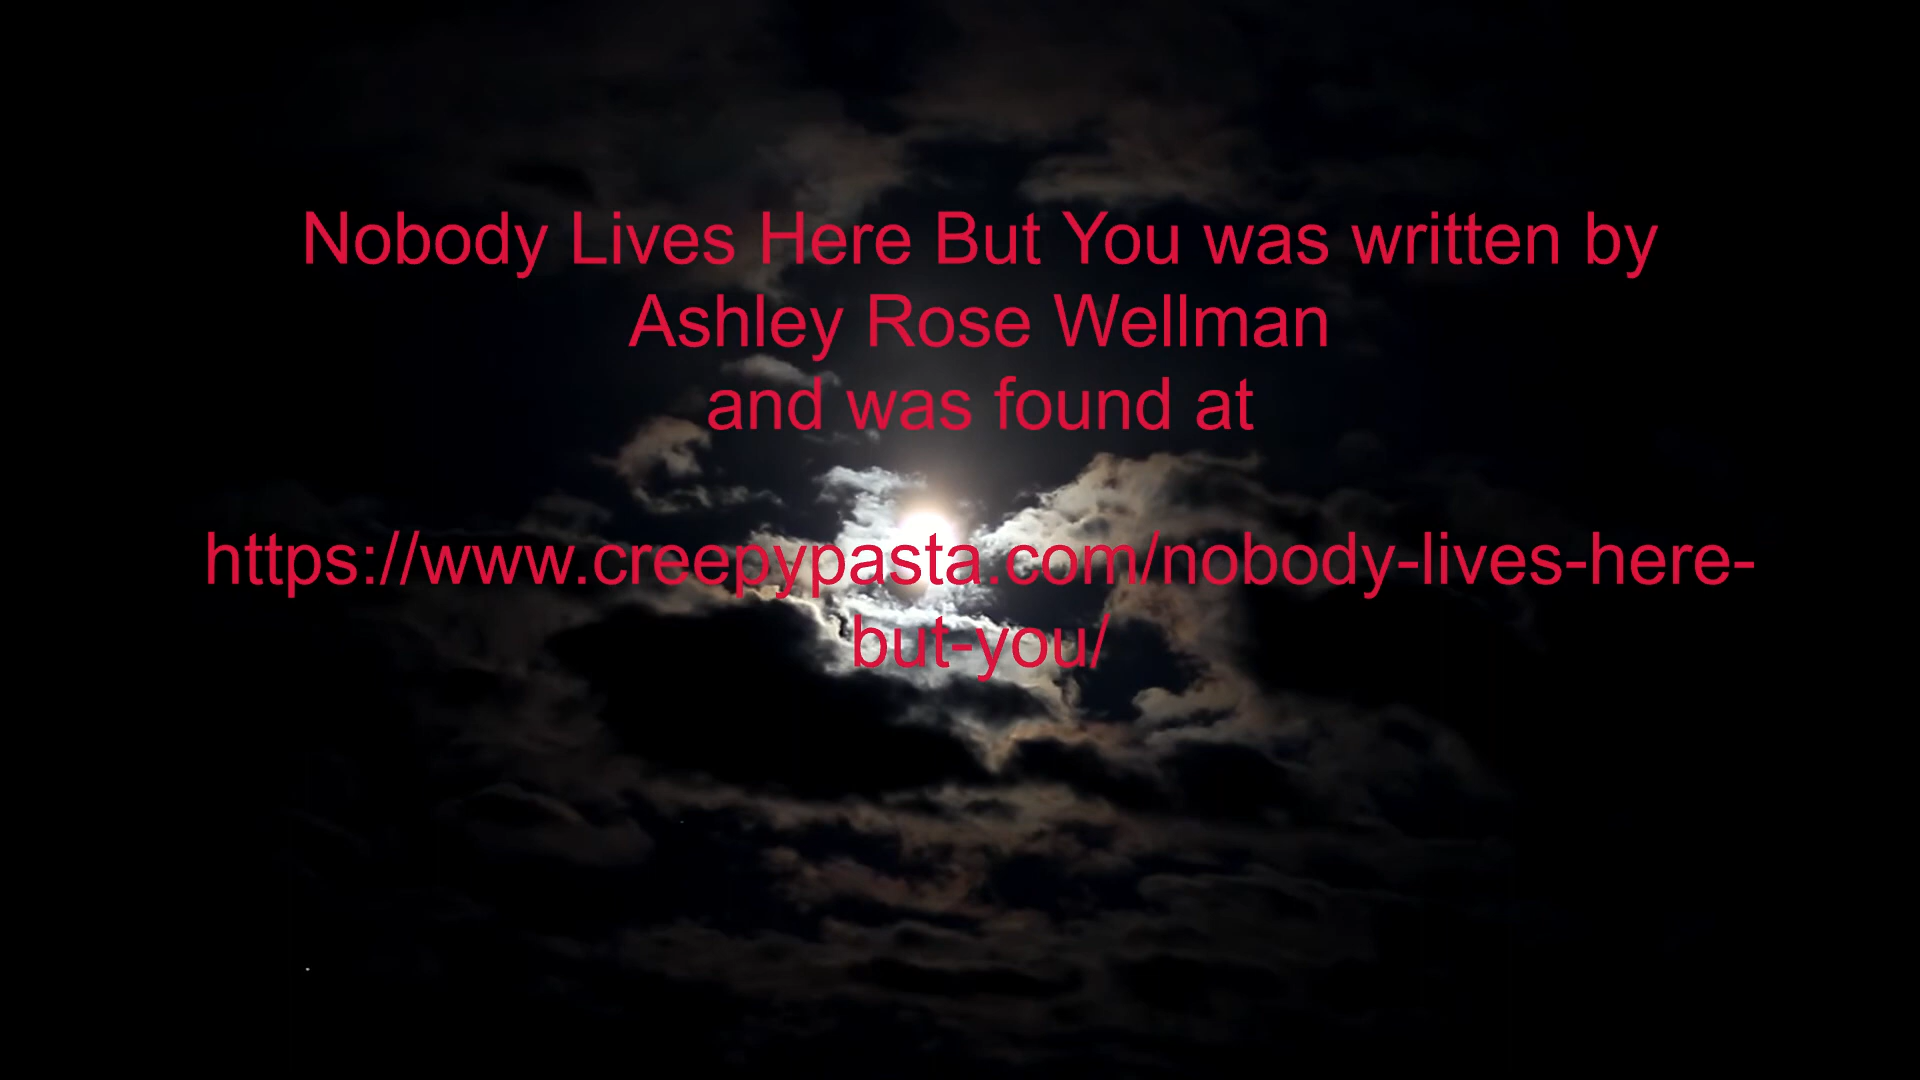 Nobody Lives Here But You was written by
Ashley Rose Wellman
and was found at
https://www.creepypasta.com/nobody-lives-here-
but-you/